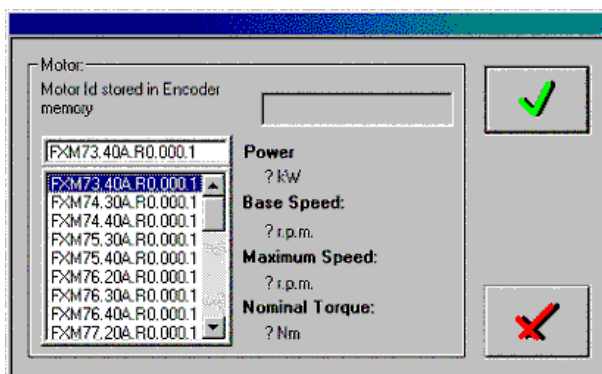 Motor:
Motor Id stored in Encoder
memory
FXM73.40A.R0.000.1
FXM73.40A.R0.000.1
FXM74.30A.R0.000.1
FXM74.40A.R0.000.1
FXM75.30A.R0.000.1
FXM75.40A.R0.000.1
FXM76.20A.R0.000.1
FXM76.30A.R0.000.1
FXM76.40A.R0.000.1
FXM77.20A.R0.000.1
Power
? kW
Base Speed:
? r.p.m.
Maximum Speed:
? r.p.m.
Nominal Torque:
? Nm